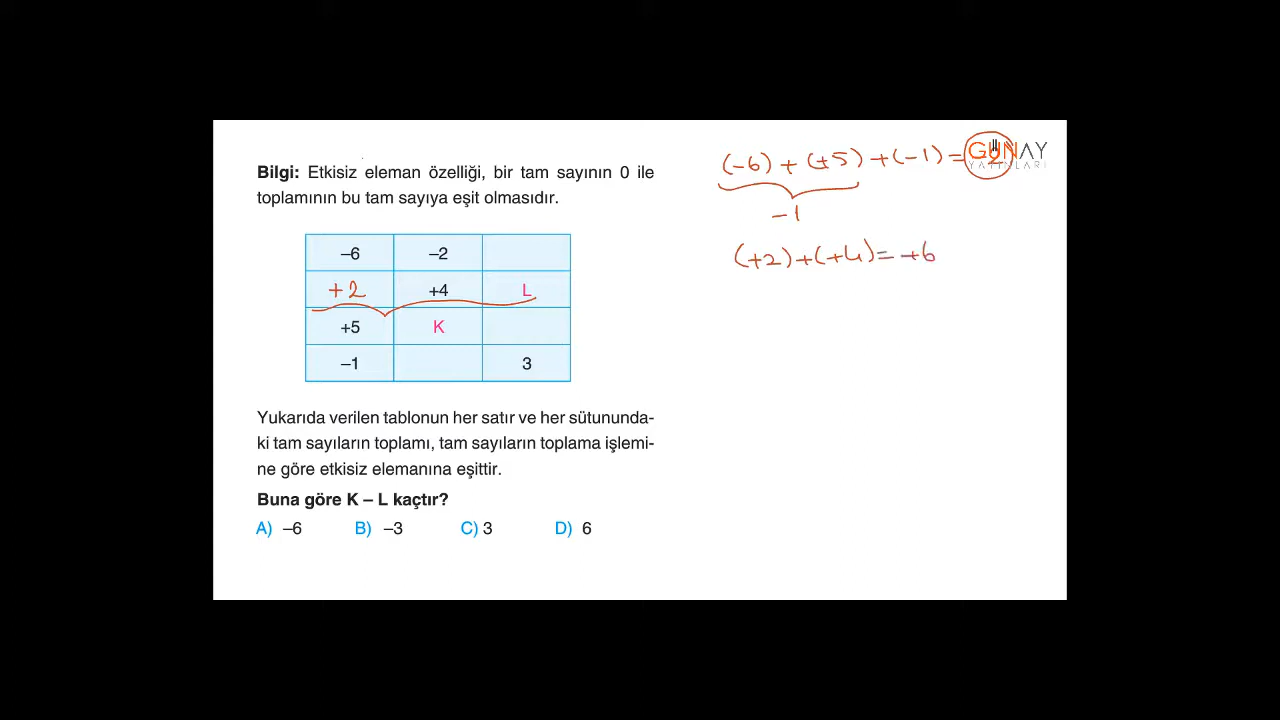 Bilgi: Etkisiz eleman özelliği, bir tam sayının 0 ile
toplamının bu tam sayıya eşit olmasıdır.
–6 –2
+2 +4 L
+5 K
–1 3
Yukarıda verilen tablonun her satır ve her sütununda-
ki tam sayıların toplamı, tam sayıların toplama işlemi-
ne göre etkisiz elemanına eşittir.
Buna göre K – L kaçtır?
A) –6 B) –3 C) 3 D) 6
(-6) + (+5) + (-1) =
-1
(+2) + (+4) = +6
GÜNAY
YAYINLARI